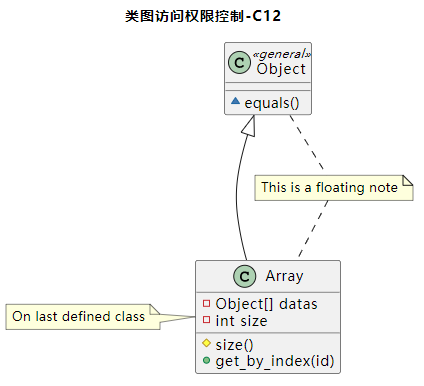 类图访问权限控制-C12
C
«general»
Object
equals()
This is a floating note
C Array
Object[] datas
int size
On last defined class
size()
get_by_index(id)